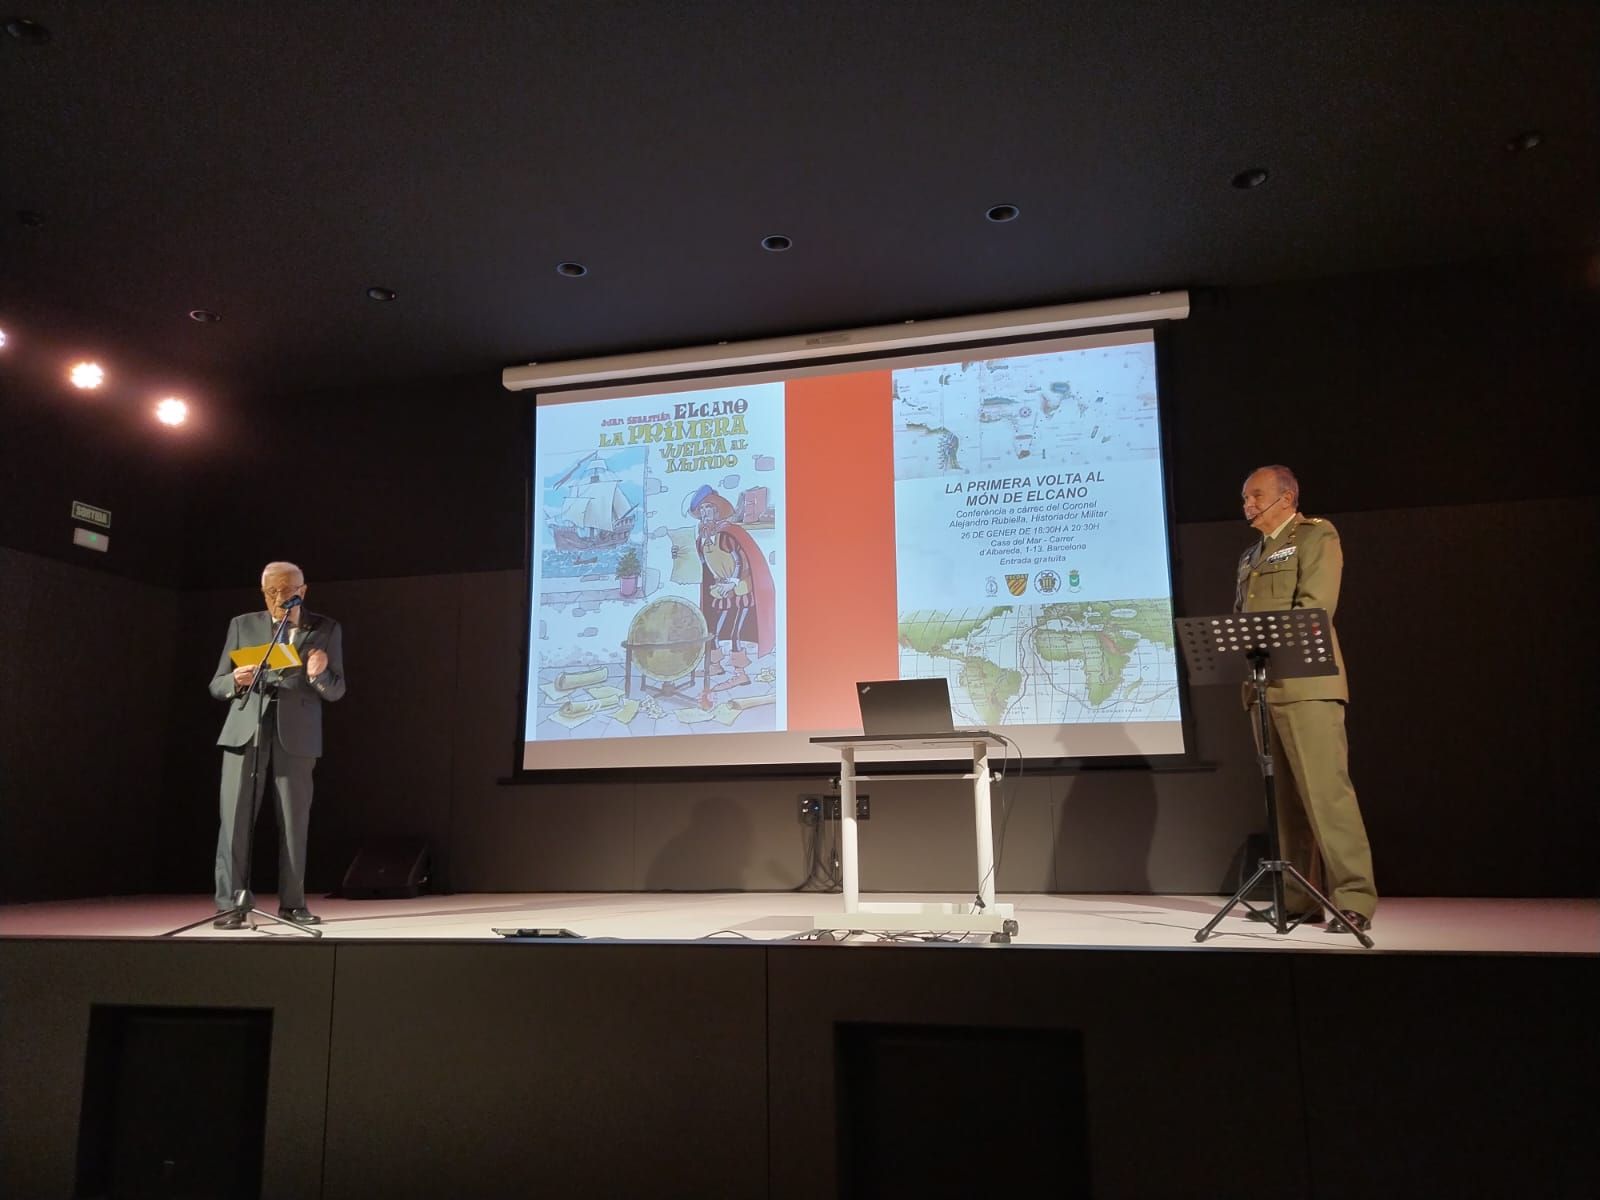 SORTIDA
JUAN SEBASTIÁN ELCANO
LA PRIMERA
VUELTA AL
MUNDO
LA PRIMERA VOLTA AL
MÓN DE ELCANO
Conferència a càrrec del Coronel
Alejandro Rubiella, Historiador Militar
26 DE GENER DE 18:30H A 20:30H
Casa del Mar - Carrer
d'Albareda, 1-13. Barcelona
Entrada gratuïta